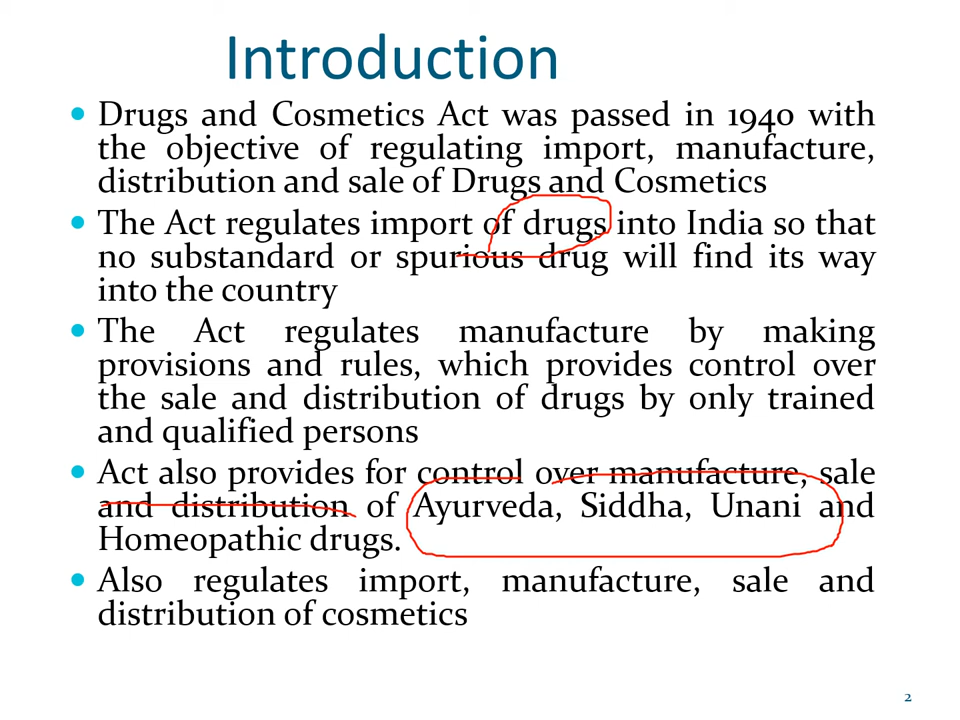 Introduction
• Drugs and Cosmetics Act was passed in 1940 with
the objective of regulating import, manufacture,
distribution and sale of Drugs and Cosmetics
• The Act regulates import of drugs into India so that
no substandard or spurious drug will find its way
into the country
• The Act regulates manufacture by making
provisions and rules, which provides control over
the sale and distribution of drugs by only trained
and qualified persons
• Act also provides for control over manufacture, sale
and distribution of Ayurveda, Siddha, Unani and
Homeopathic drugs.
• Also regulates import, manufacture, sale and
distribution of cosmetics
2